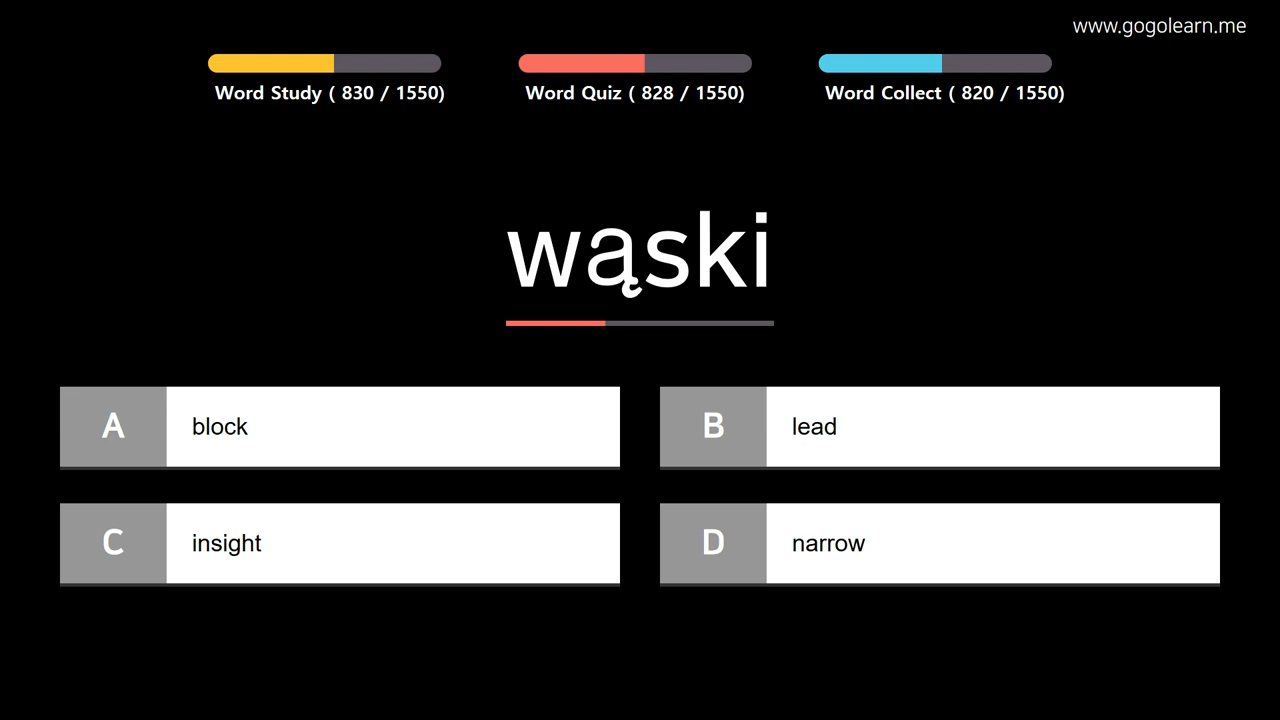 www.gogolearn.me
Word Study ( 830 / 1550)
Word Quiz ( 828 / 1550)
Word Collect ( 820 / 1550)
wąski
A block
B lead
C insight
D narrow